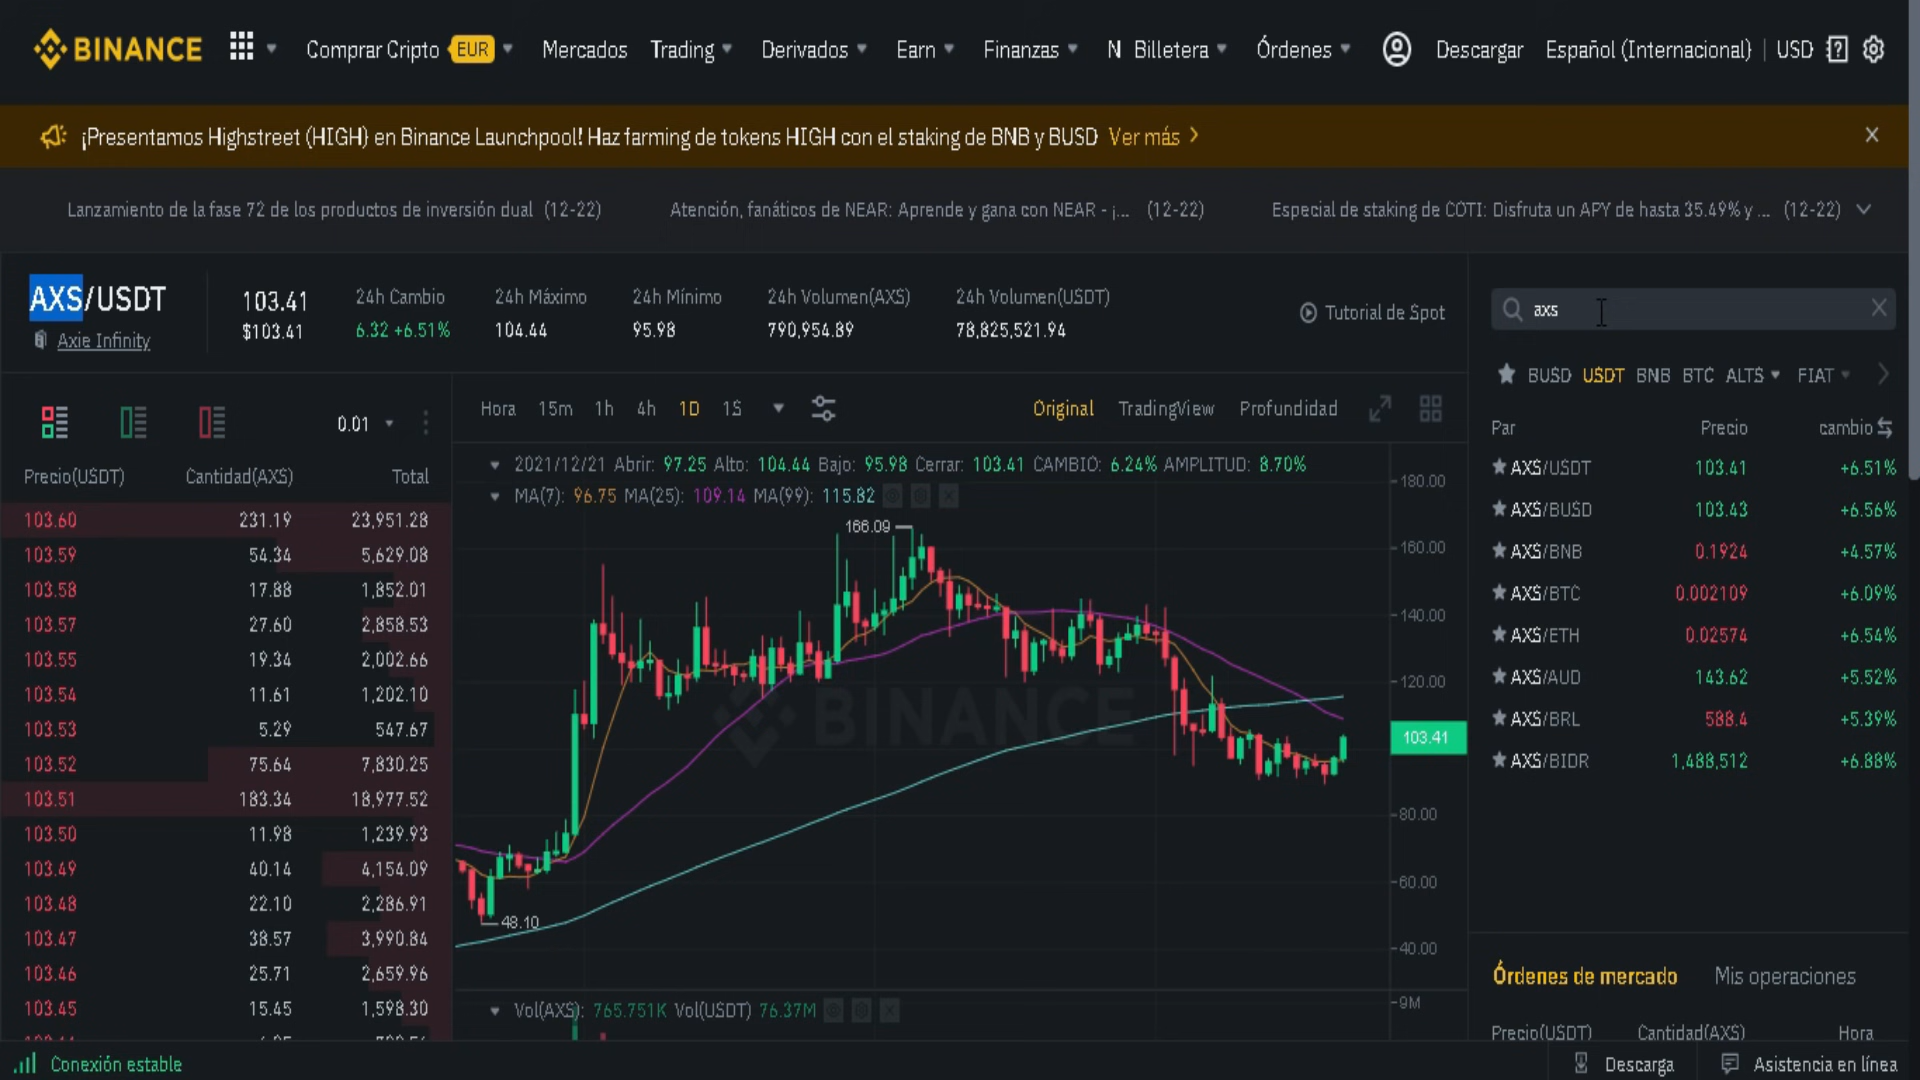 BINANCE
Comprar Cripto EUR Mercados Trading Derivados Earn Finanzas N Billetera Órdenes Descargar Español (Internacional) USD
¡Presentamos Highstreet (HIGH) en Binance Launchpool! Haz farming de tokens HIGH con el staking de BNB y BUSD Ver más
Lanzamiento de la fase 72 de los productos de inversión dual (12-22) Atención, fanáticos de NEAR: Aprende y gana con NEAR - ¡... (12-22) Especial de staking de COTI: Disfruta un APY de hasta 35.49% y ... (12-22)
AXS/USDT
Axie Infinity
103.41
$103.41
24h Cambio
6.32 +6.51%
24h Máximo
104.44
24h Mínimo
95.98
24h Volumen(AXS)
790,954.89
24h Volumen(USDT)
78,825,521.94
Tutorial de Spot
0.01
Precio(USDT) Cantidad(AXS) Total
103.60 231.19 23,951.28
103.59 54.34 5,629.08
103.58 17.88 1,852.01
103.57 27.60 2,858.53
103.55 19.34 2,002.66
103.54 11.61 1,202.10
103.53 5.29 547.67
103.52 75.64 7,830.25
103.51 183.34 18,977.52
103.50 11.98 1,239.93
103.49 40.14 4,154.09
103.48 22.10 2,286.91
103.47 38.57 3,990.84
103.46 25.71 2,659.96
103.45 15.45 1,598.30
Hora 15m 1h 4h 1D 1S
Original TradingView Profundidad
2021/12/21 Abrir: 97.25 Alto: 104.44 Bajo: 95.98 Cerrar: 103.41 CAMBIO: 6.24% AMPLITUD: 8.70%
MA(7): 96.75 MA(25): 109.14 MA(99): 115.82
180.00
166.09
160.00
140.00
120.00
BINANCE
103.41
80.00
60.00
48.10
40.00
Vol(AXS): 765.751K Vol(USDT) 76.37M
9M
axs
BUSD USDT BNB BTC ALTS FIAT
Par Precio cambio
AXS/USDT 103.41 +6.51%
AXS/BUSD 103.43 +6.56%
AXS/BNB 0.1924 +4.57%
AXS/BTC 0.002109 +6.09%
AXS/ETH 0.02574 +6.54%
AXS/AUD 143.62 +5.52%
AXS/BRL 588.4 +5.39%
AXS/BIDR 1,488,512 +6.88%
Órdenes de mercado Mis operaciones
Precio(USDT) Cantidad(AXS) Hora
Conexión estable
Descarga Asistencia en línea